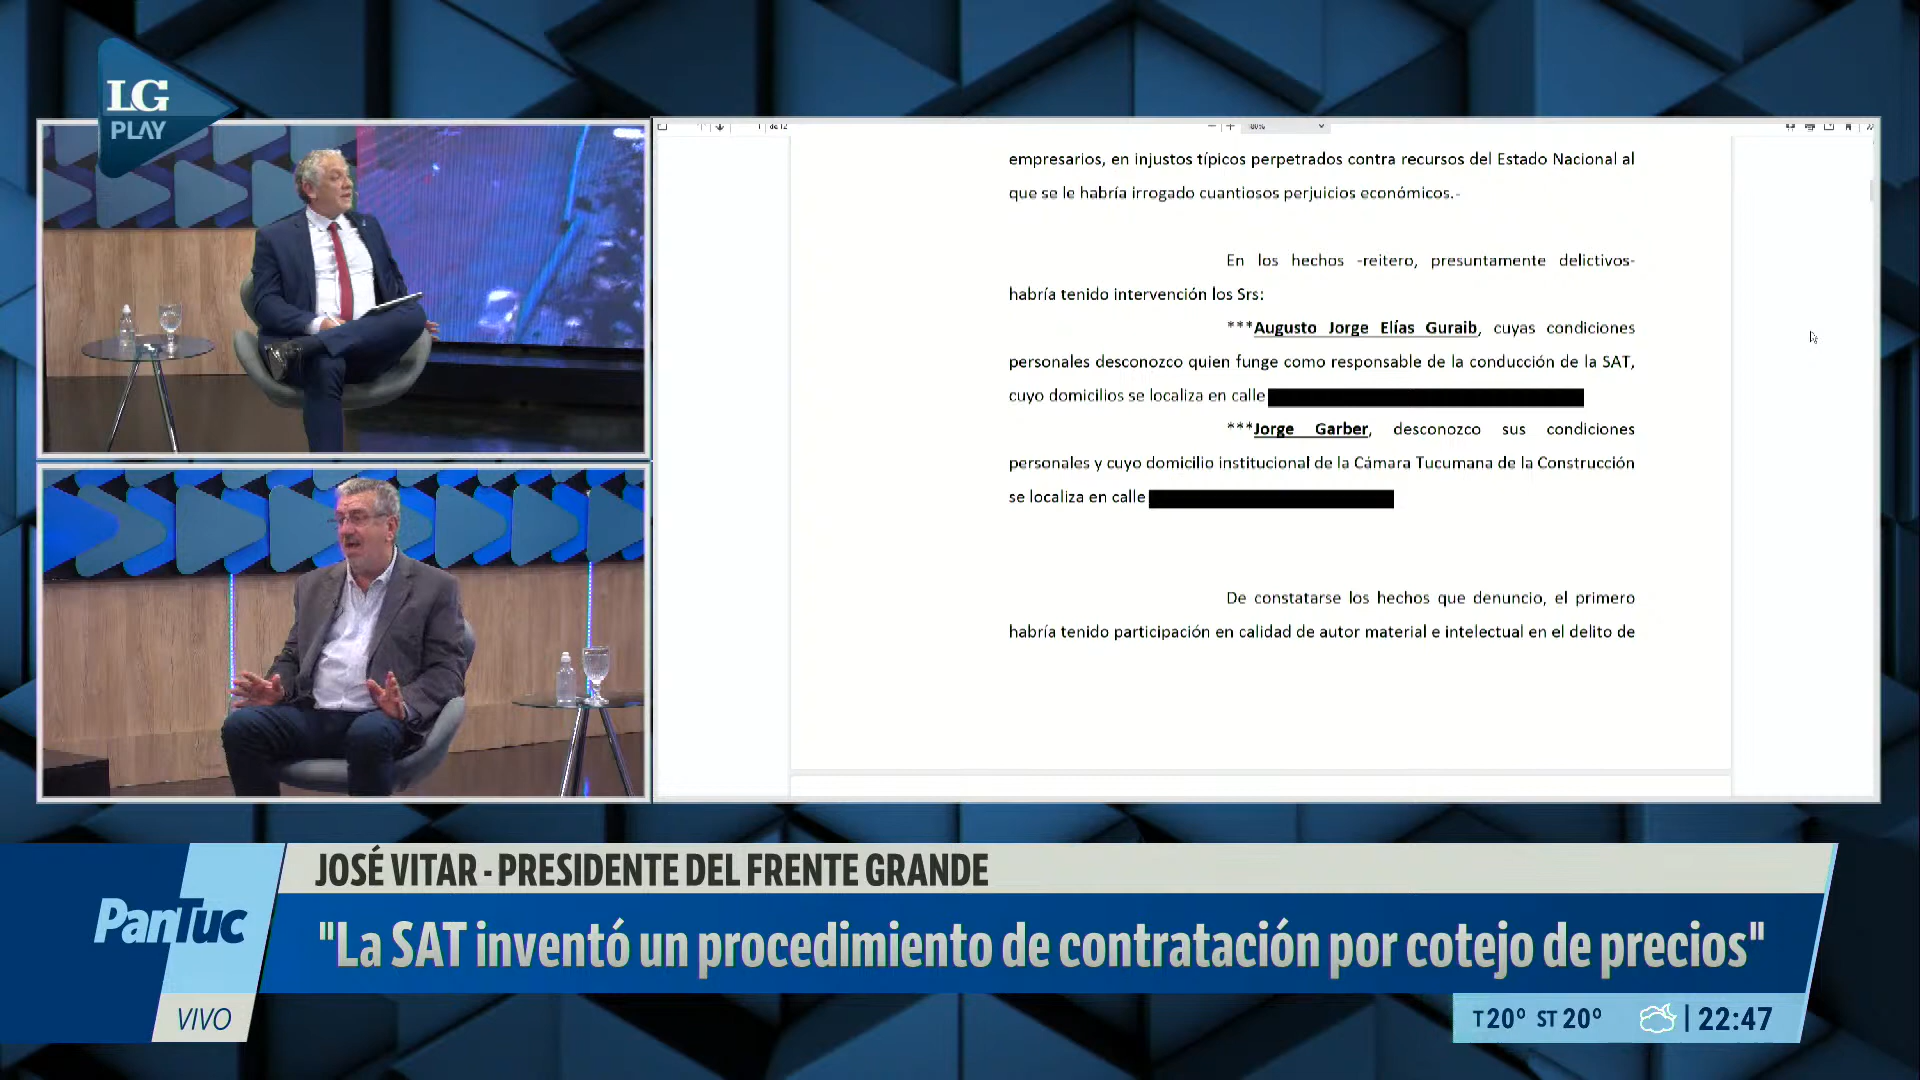 LG
PLAY
de 12
empresarios, en injustos típicos perpetrados contra recursos del Estado Nacional al
que se le habría irrogado cuantiosos perjuicios económicos.-
En los hechos -reitero, presuntamente delictivos-
habría tenido intervención los Srs:
***Augusto Jorge Elías Guraib, cuyas condiciones
personales desconozco quien funge como responsable de la conducción de la SAT,
cuyo domicilios se localiza en calle
***Jorge Garber, desconozco sus condiciones
personales y cuyo domicilio institucional de la Cámara Tucumana de la Construcción
se localiza en calle
De constatarse los hechos que denuncio, el primero
habría tenido participación en calidad de autor material e intelectual en el delito de
JOSÉ VITAR - PRESIDENTE DEL FRENTE GRANDE
PanTuc
"La SAT inventó un procedimiento de contratación por cotejo de precios"
VIVO
T 20° ST 20° | 22:47